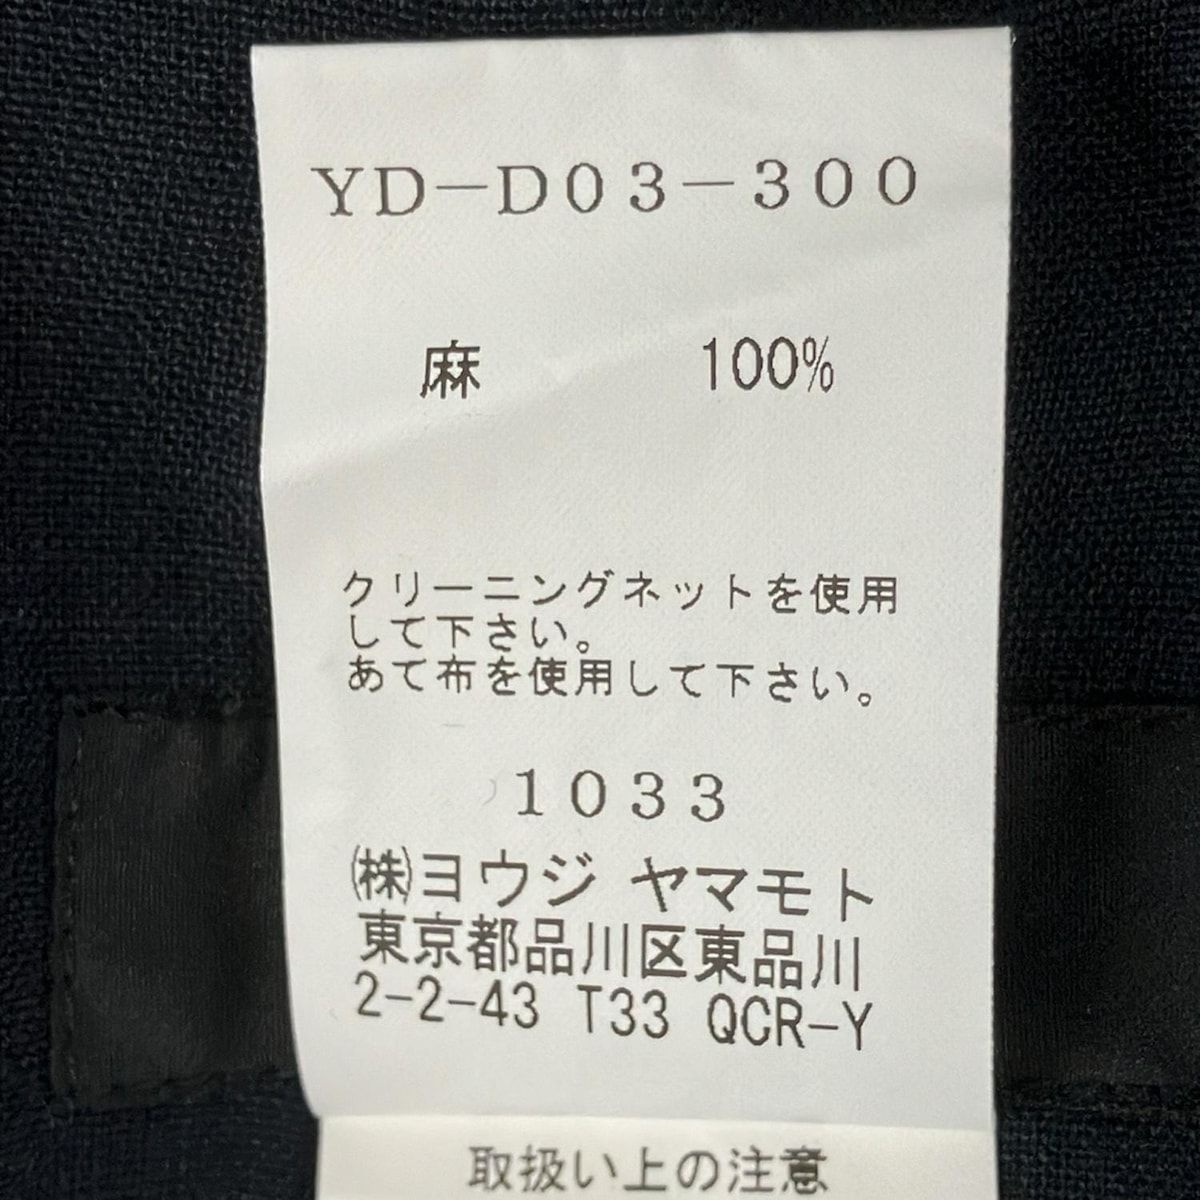 YD－D03－300
麻 100%
クリーニングネットを使用
して下さい。
あて布を使用して下さい。
1033
㈱ヨウジ ヤマモト
東京都品川区東品川
2-2-43 T33 QCR-Y
取扱い上の注意